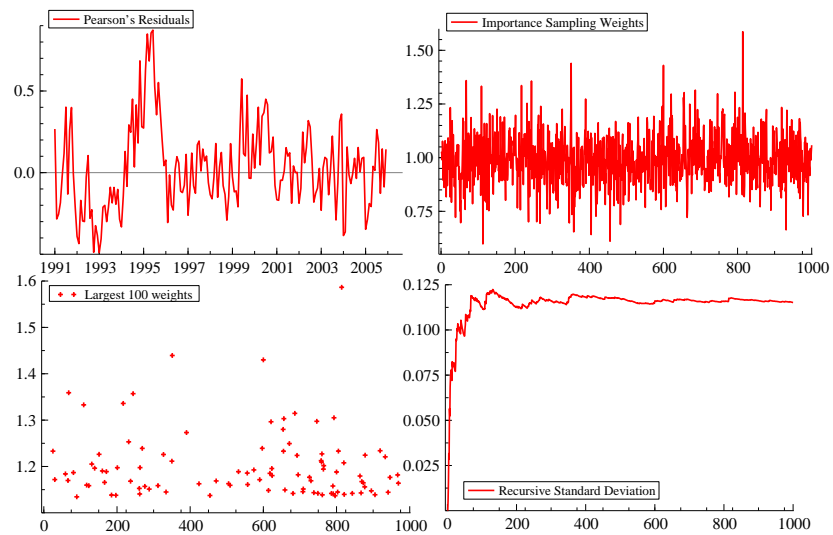 Pearson's Residuals
0.5
0.0
1991 1993 1995 1997 1999 2001 2003 2005
Importance Sampling Weights
1.50
1.25
1.00
0.75
0 200 400 600 800 1000
1.6
Largest 100 weights
1.5
1.4
1.3
1.2
0 200 400 600 800 1000
0.125
0.100
0.075
0.050
0.025
Recursive Standard Deviation
0 200 400 600 800 1000